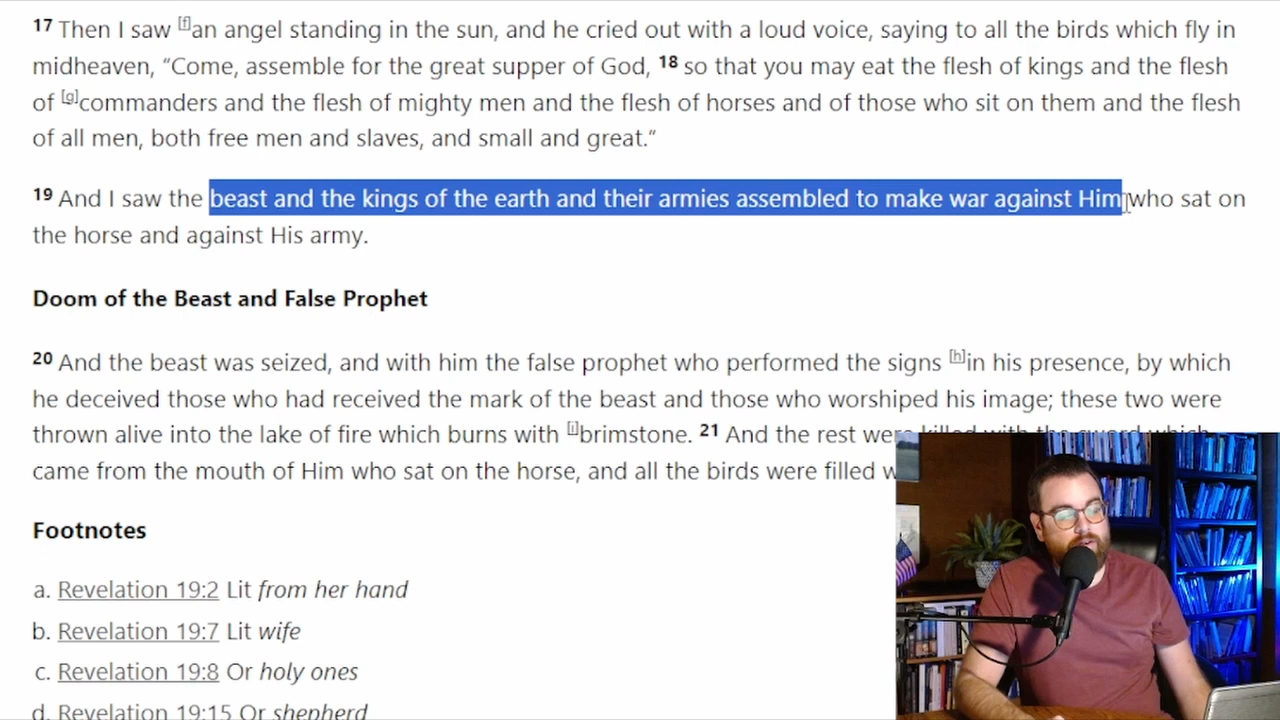 17 Then I saw [f]an angel standing in the sun, and he cried out with a loud voice, saying to all the birds which fly in
midheaven, “Come, assemble for the great supper of God, 18 so that you may eat the flesh of kings and the flesh
of [g]commanders and the flesh of mighty men and the flesh of horses and of those who sit on them and the flesh
of all men, both free men and slaves, and small and great.”
19 And I saw the beast and the kings of the earth and their armies assembled to make war against Him who sat on
the horse and against His army.
Doom of the Beast and False Prophet
20 And the beast was seized, and with him the false prophet who performed the signs [h]in his presence, by which
he deceived those who had received the mark of the beast and those who worshiped his image; these two were
thrown alive into the lake of fire which burns with [i]brimstone. 21 And the rest were killed with the sword which
came from the mouth of Him who sat on the horse, and all the birds were filled
Footnotes
a. Revelation 19:2 Lit from her hand
b. Revelation 19:7 Lit wife
c. Revelation 19:8 Or holy ones
d. Revelation 19:15 Or shepherd